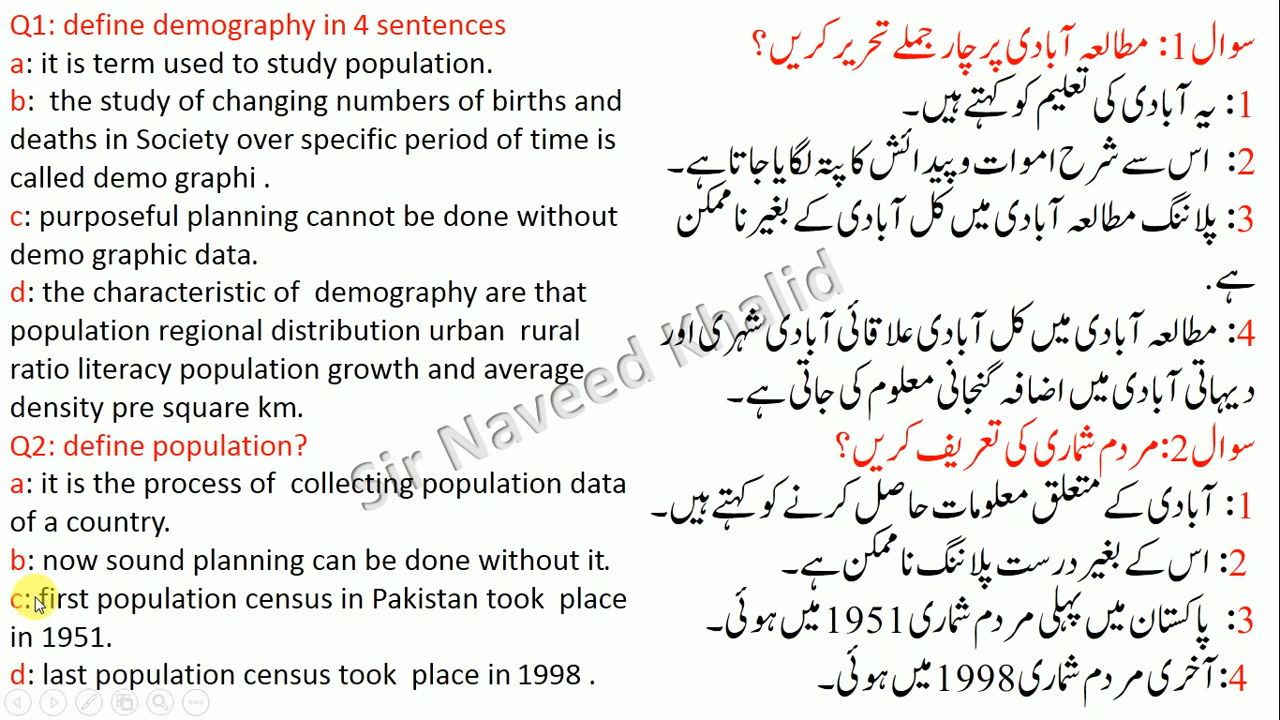 Q1: define demography in 4 sentences
a: it is term used to study population.
b: the study of changing numbers of births and
deaths in Society over specific period of time is
called demo graphi .
c: purposeful planning cannot be done without
demo graphic data.
d: the characteristic of demography are that
population regional distribution urban rural
ratio literacy population growth and average
density pre square km.
Q2: define population?
a: it is the process of collecting population data
of a country.
b: now sound planning can be done without it.
c: first population census in Pakistan took place
in 1951.
d: last population census took place in 1998 .
سوال 1: مطالعہ آبادی پر چار جملے تحریر کریں؟
1: یہ آبادی کی تعلیم کو کہتے ہیں۔
2: اس سے شرح اموات و پیدائش کا پتہ لگایا جاتا ہے۔
3: پلاننگ مطالعہ آبادی میں کل آبادی کے بغیر ناممکن
ہے.
4: مطالعہ آبادی میں کل آبادی علاقائی آبادی شہری اور
دیہاتی آبادی میں اضافہ گنجانی معلوم کی جاتی ہے۔
سوال 2: مردم شماری کی تعریف کریں؟
1: آبادی کے متعلق معلومات حاصل کرنے کو کہتے ہیں۔
2: اس کے بغیر درست پلاننگ ناممکن ہے۔
3: پاکستان میں پہلی مردم شماری 1951 میں ہوئی۔
4: آخری مردم شماری 1998 میں ہوئی۔
Sir Naveed Khalid